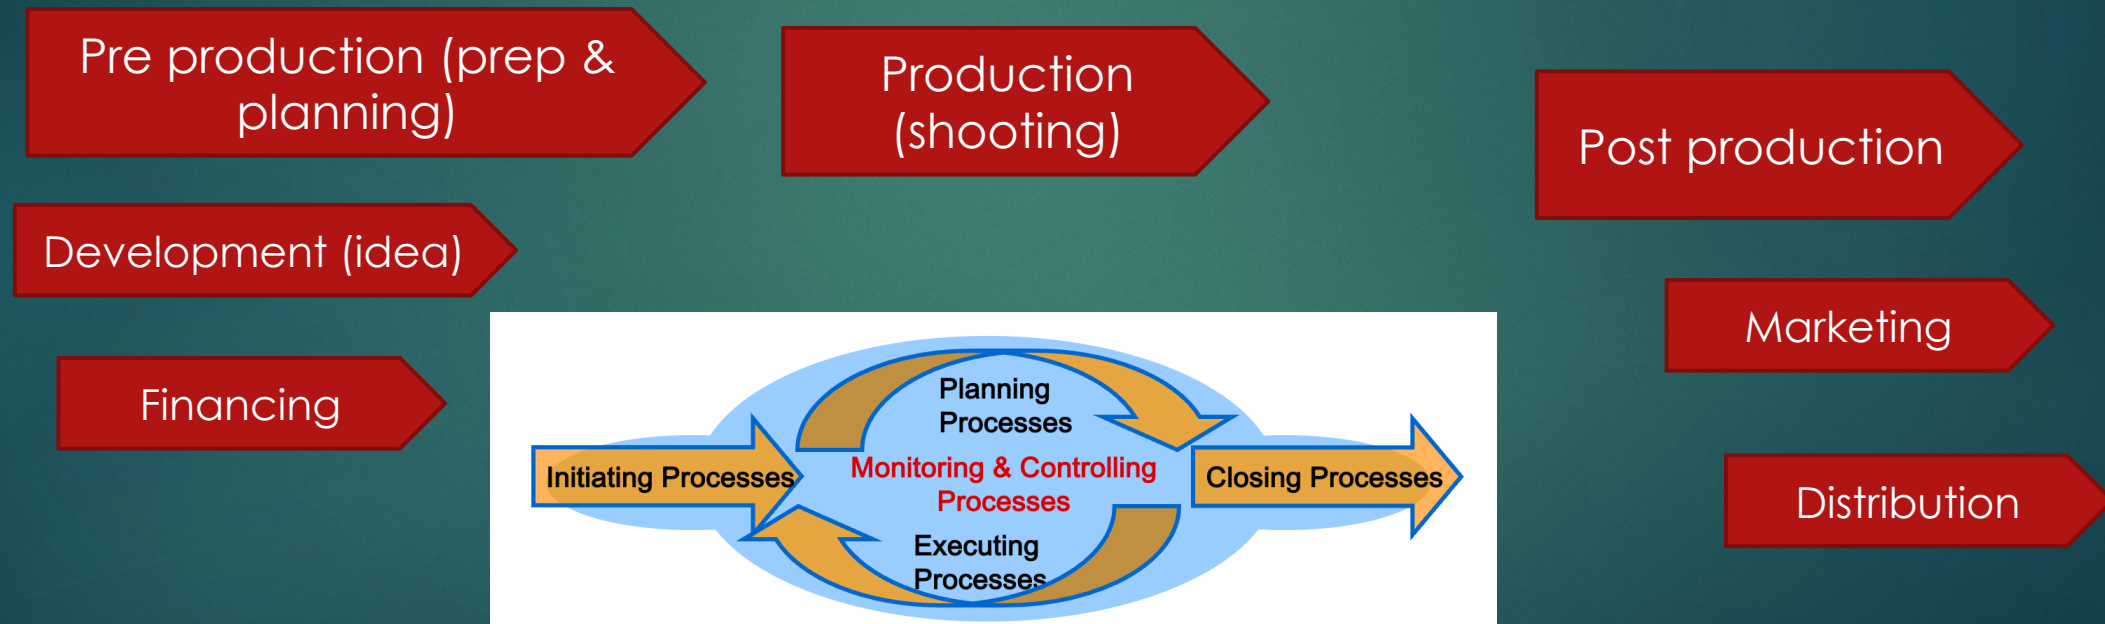 Pre production (prep &
planning)
Production
(shooting)
Post production
Development (idea)
Marketing
Financing
Planning
Processes
Initiating Processes
Monitoring & Controlling
Processes
Closing Processes
Executing
Processes
Distribution